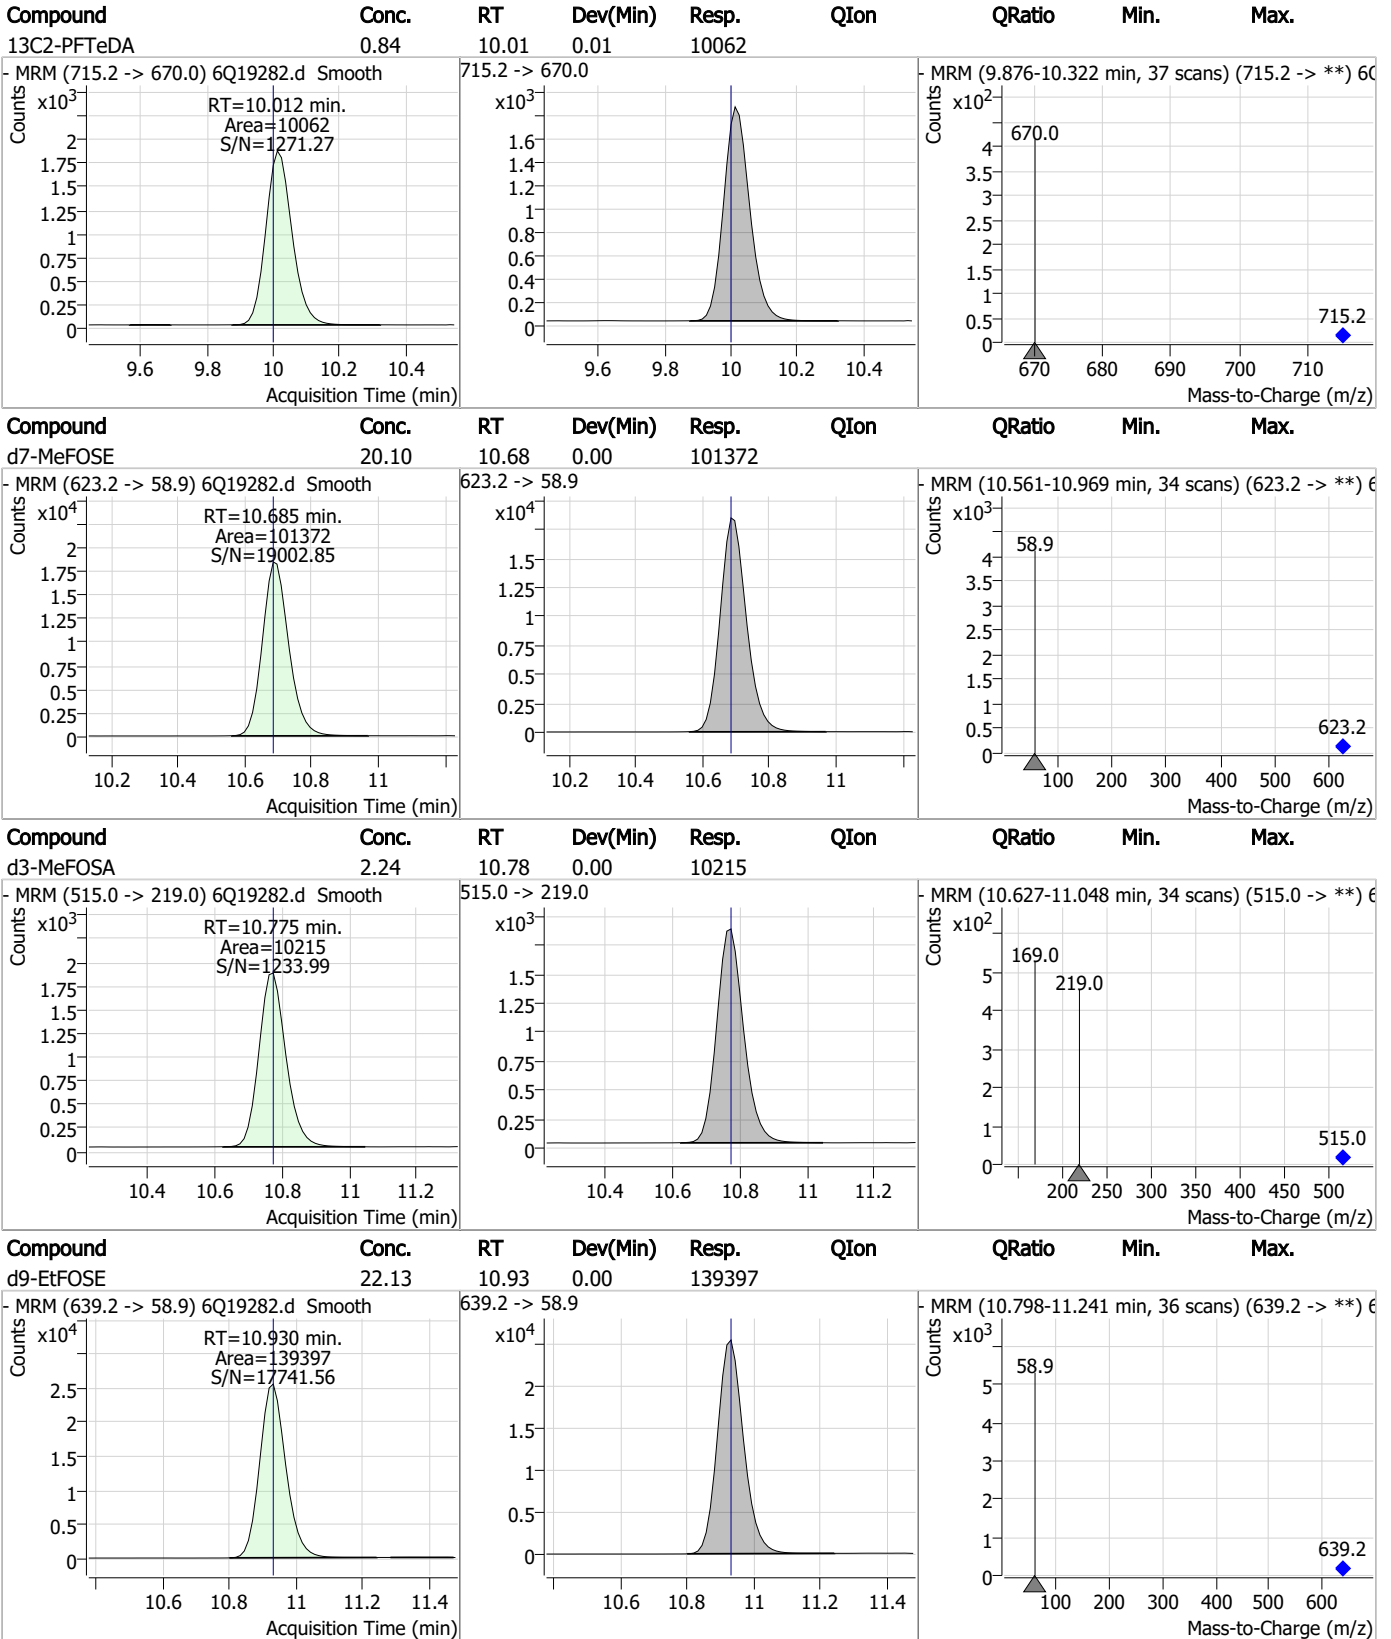 Compound Conc. RT Dev(Min) Resp. QIon QRatio Min. Max.
13C2-PFTeDA 0.84 10.01 0.01 10062
- MRM (715.2 -> 670.0) 6Q19282.d Smooth
Counts
x10³
RT=10.012 min.
Area=10062
S/N=1271.27
2
1.75
1.5
1.25
1
0.75
0.5
0.25
0
9.6 9.8 10 10.2 10.4
Acquisition Time (min)
715.2 -> 670.0
x10³
1.6
1.4
1.2
1
0.8
0.6
0.4
0.2
0
9.6 9.8 10 10.2 10.4
- MRM (9.876-10.322 min, 37 scans) (715.2 -> **) 6Q
Counts
x10²
670.0
4
3.5
3
2.5
2
1.5
1
0.5
0
715.2
670 680 690 700 710
Mass-to-Charge (m/z)
Compound Conc. RT Dev(Min) Resp. QIon QRatio Min. Max.
d7-MeFOSE 20.10 10.68 0.00 101372
- MRM (623.2 -> 58.9) 6Q19282.d Smooth
Counts
x10⁴
RT=10.685 min.
Area=101372
S/N=19002.85
2
1.75
1.5
1.25
1
0.75
0.5
0.25
0
10.2 10.4 10.6 10.8 11
Acquisition Time (min)
623.2 -> 58.9
x10⁴
1.5
1.25
1
0.75
0.5
0.25
0
10.2 10.4 10.6 10.8 11
- MRM (10.561-10.969 min, 34 scans) (623.2 -> **) 6
Counts
x10³
58.9
4
3.5
3
2.5
2
1.5
1
0.5
0
623.2
100 200 300 400 500 600
Mass-to-Charge (m/z)
Compound Conc. RT Dev(Min) Resp. QIon QRatio Min. Max.
d3-MeFOSA 2.24 10.78 0.00 10215
- MRM (515.0 -> 219.0) 6Q19282.d Smooth
Counts
x10³
RT=10.775 min.
Area=10215
S/N=1233.99
2
1.75
1.5
1.25
1
0.75
0.5
0.25
0
10.4 10.6 10.8 11 11.2
Acquisition Time (min)
515.0 -> 219.0
x10³
1.5
1.25
1
0.75
0.5
0.25
0
10.4 10.6 10.8 11 11.2
- MRM (10.627-11.048 min, 34 scans) (515.0 -> **) 6
Counts
x10²
169.0
219.0
5
4
3
2
1
0
515.0
200 250 300 350 400 450 500
Mass-to-Charge (m/z)
Compound Conc. RT Dev(Min) Resp. QIon QRatio Min. Max.
d9-EtFOSE 22.13 10.93 0.00 139397
- MRM (639.2 -> 58.9) 6Q19282.d Smooth
Counts
x10⁴
RT=10.930 min.
Area=139397
S/N=17741.56
2.5
2
1.5
1
0.5
0
10.6 10.8 11 11.2 11.4
Acquisition Time (min)
639.2 -> 58.9
x10⁴
2
1.5
1
0.5
0
10.6 10.8 11 11.2 11.4
- MRM (10.798-11.241 min, 36 scans) (639.2 -> **) 6
Counts
x10³
58.9
5
4
3
2
1
0
639.2
100 200 300 400 500 600
Mass-to-Charge (m/z)